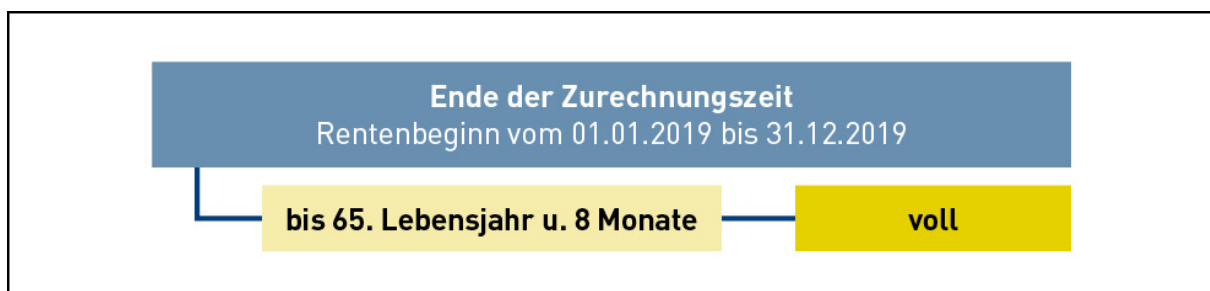 Ende der Zurechnungszeit
Rentenbeginn vom 01.01.2019 bis 31.12.2019
bis 65. Lebensjahr u. 8 Monate
voll